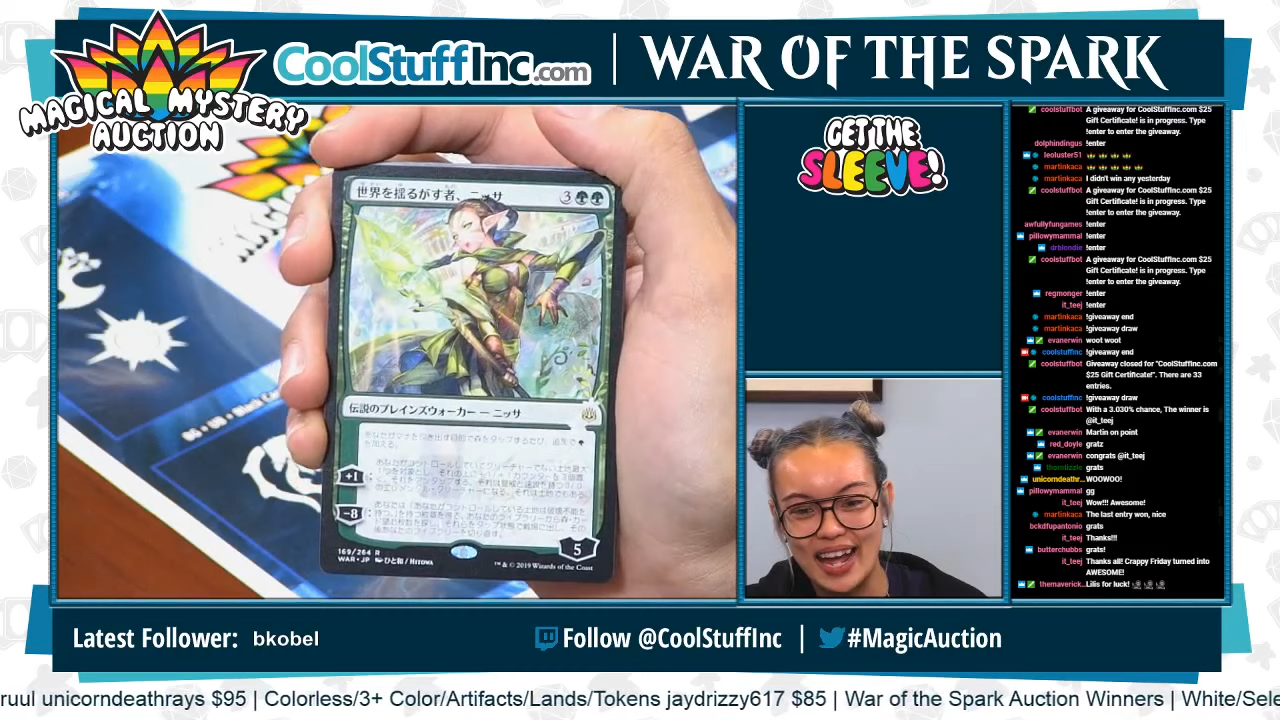 MAGICAL MYSTERY
AUCTION
CoolStuffInc.com
WAR OF THE SPARK
GET THE
SLEEVE!
世界を揺るがす者、ニッサ
3
伝説のプレインズウォーカー — ニッサ
+1
-8
5
169/264 R
WAR • JP ひと和 / Hitowa
™ & © 2019 Wizards of the Coast
coolstuffbot A giveaway for CoolStuffInc.com $25
Gift Certificate! is in progress. Type
!enter to enter the giveaway.
dolphindingus !enter
leoluster51
martinkaca
martinkaca I didn't win any yesterday
coolstuffbot A giveaway for CoolStuffInc.com $25
Gift Certificate! is in progress. Type
!enter to enter the giveaway.
awfullyfungames !enter
pillowymammal !enter
drblondie !enter
coolstuffbot A giveaway for CoolStuffInc.com $25
Gift Certificate! is in progress. Type
!enter to enter the giveaway.
regmonger !enter
it_teej !enter
martinkaca !giveaway end
martinkaca !giveaway draw
evanerwin woot woot
coolstuffinc !giveaway end
coolstuffbot Giveaway closed for "CoolStuffInc.com
$25 Gift Certificate!". There are 33
entries.
coolstuffinc !giveaway draw
coolstuffbot With a 3.030% chance, The winner is
@it_teej
evanerwin Martin on point
red_doyle gratz
evanerwin congrats @it_teej
thordizzle grats
unicorndeathr... WOOWOO!
pillowymammal gg
it_teej Wow!!! Awesome!
martinkaca The last entry won, nice
bckdfupantonio grats
it_teej Thanks!!!
butterchubbs grats!
it_teej Thanks all! Crappy Friday turned into
AWESOME!
themaverick... Lilis for luck!
Latest Follower: bkobel
Follow @CoolStuffInc | #MagicAuction
ruul unicorndeathrays $95 | Colorless/3+ Color/Artifacts/Lands/Tokens jaydrizzy617 $85 | War of the Spark Auction Winners | White/Sele